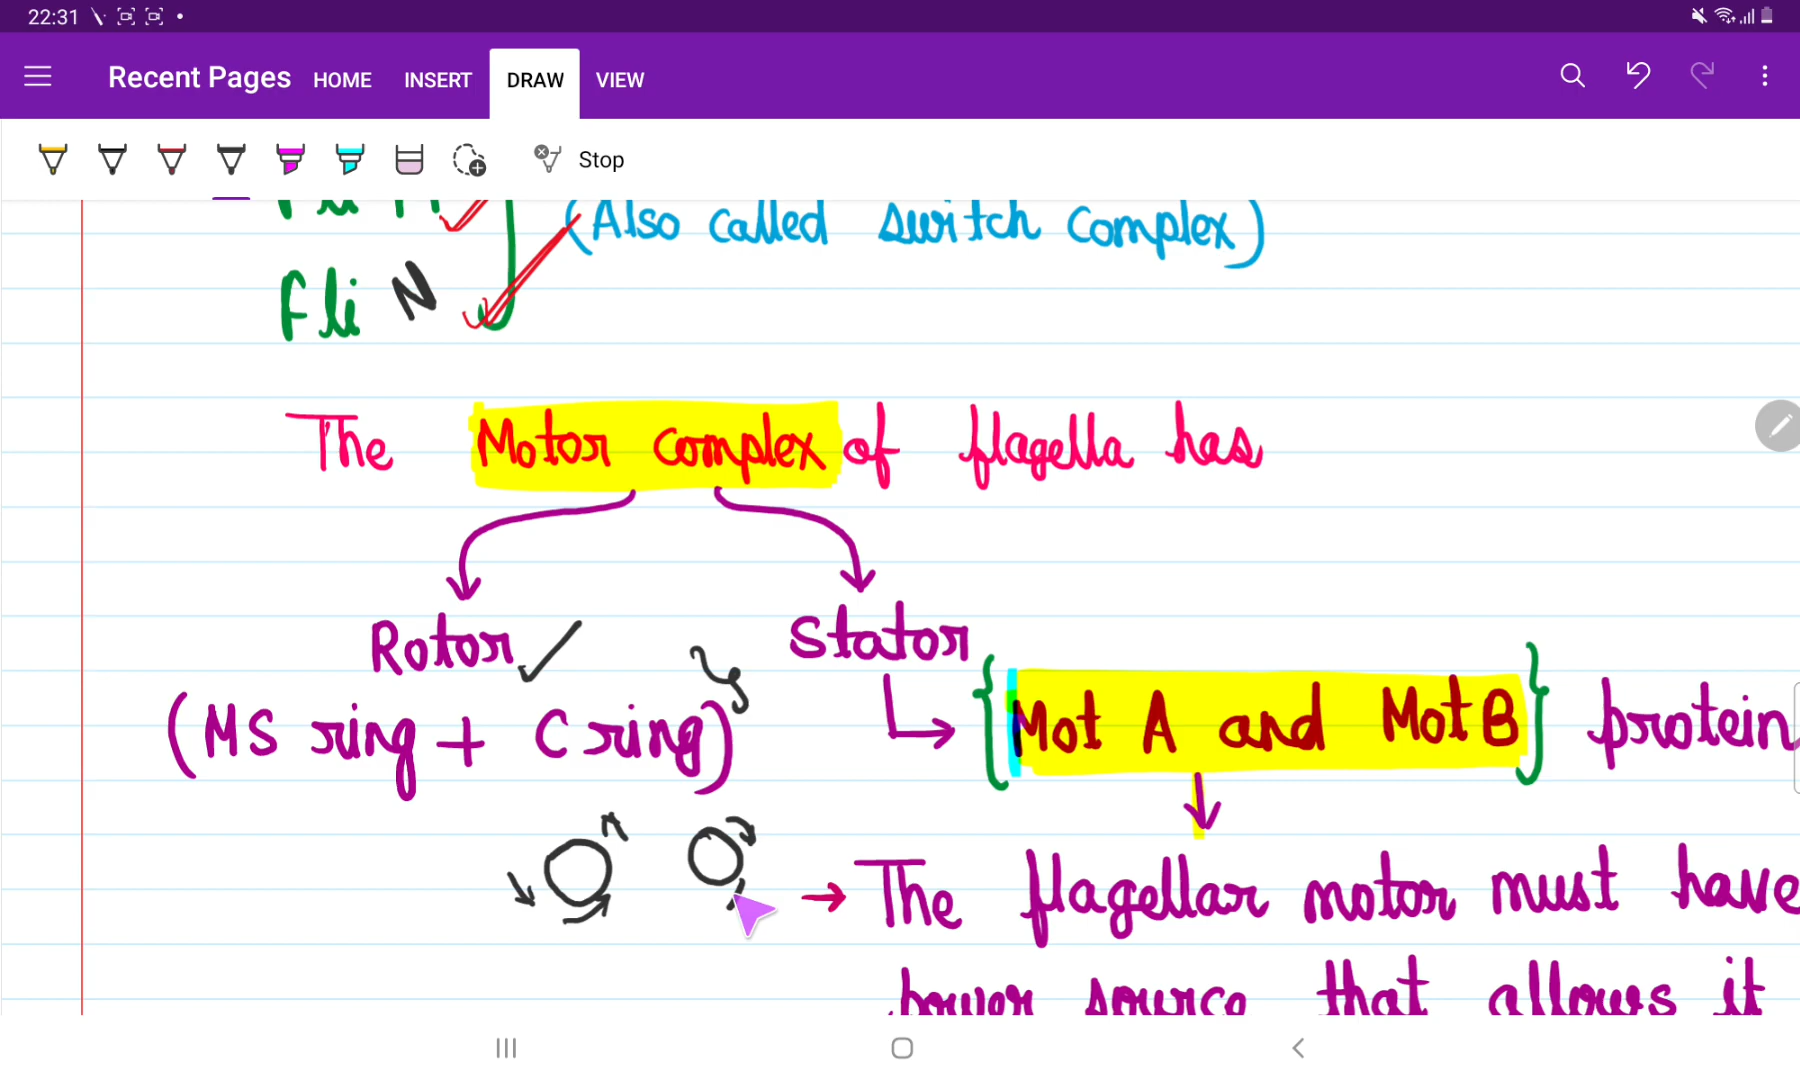 22:31
Recent Pages HOME INSERT DRAW VIEW
Stop
(Also called switch complex)
Fli N
The Motor complex of flagella has
Rotor Stator
(MS ring + C ring) {Mot A and Mot B} protein
The flagellar motor must have
power source that allows it